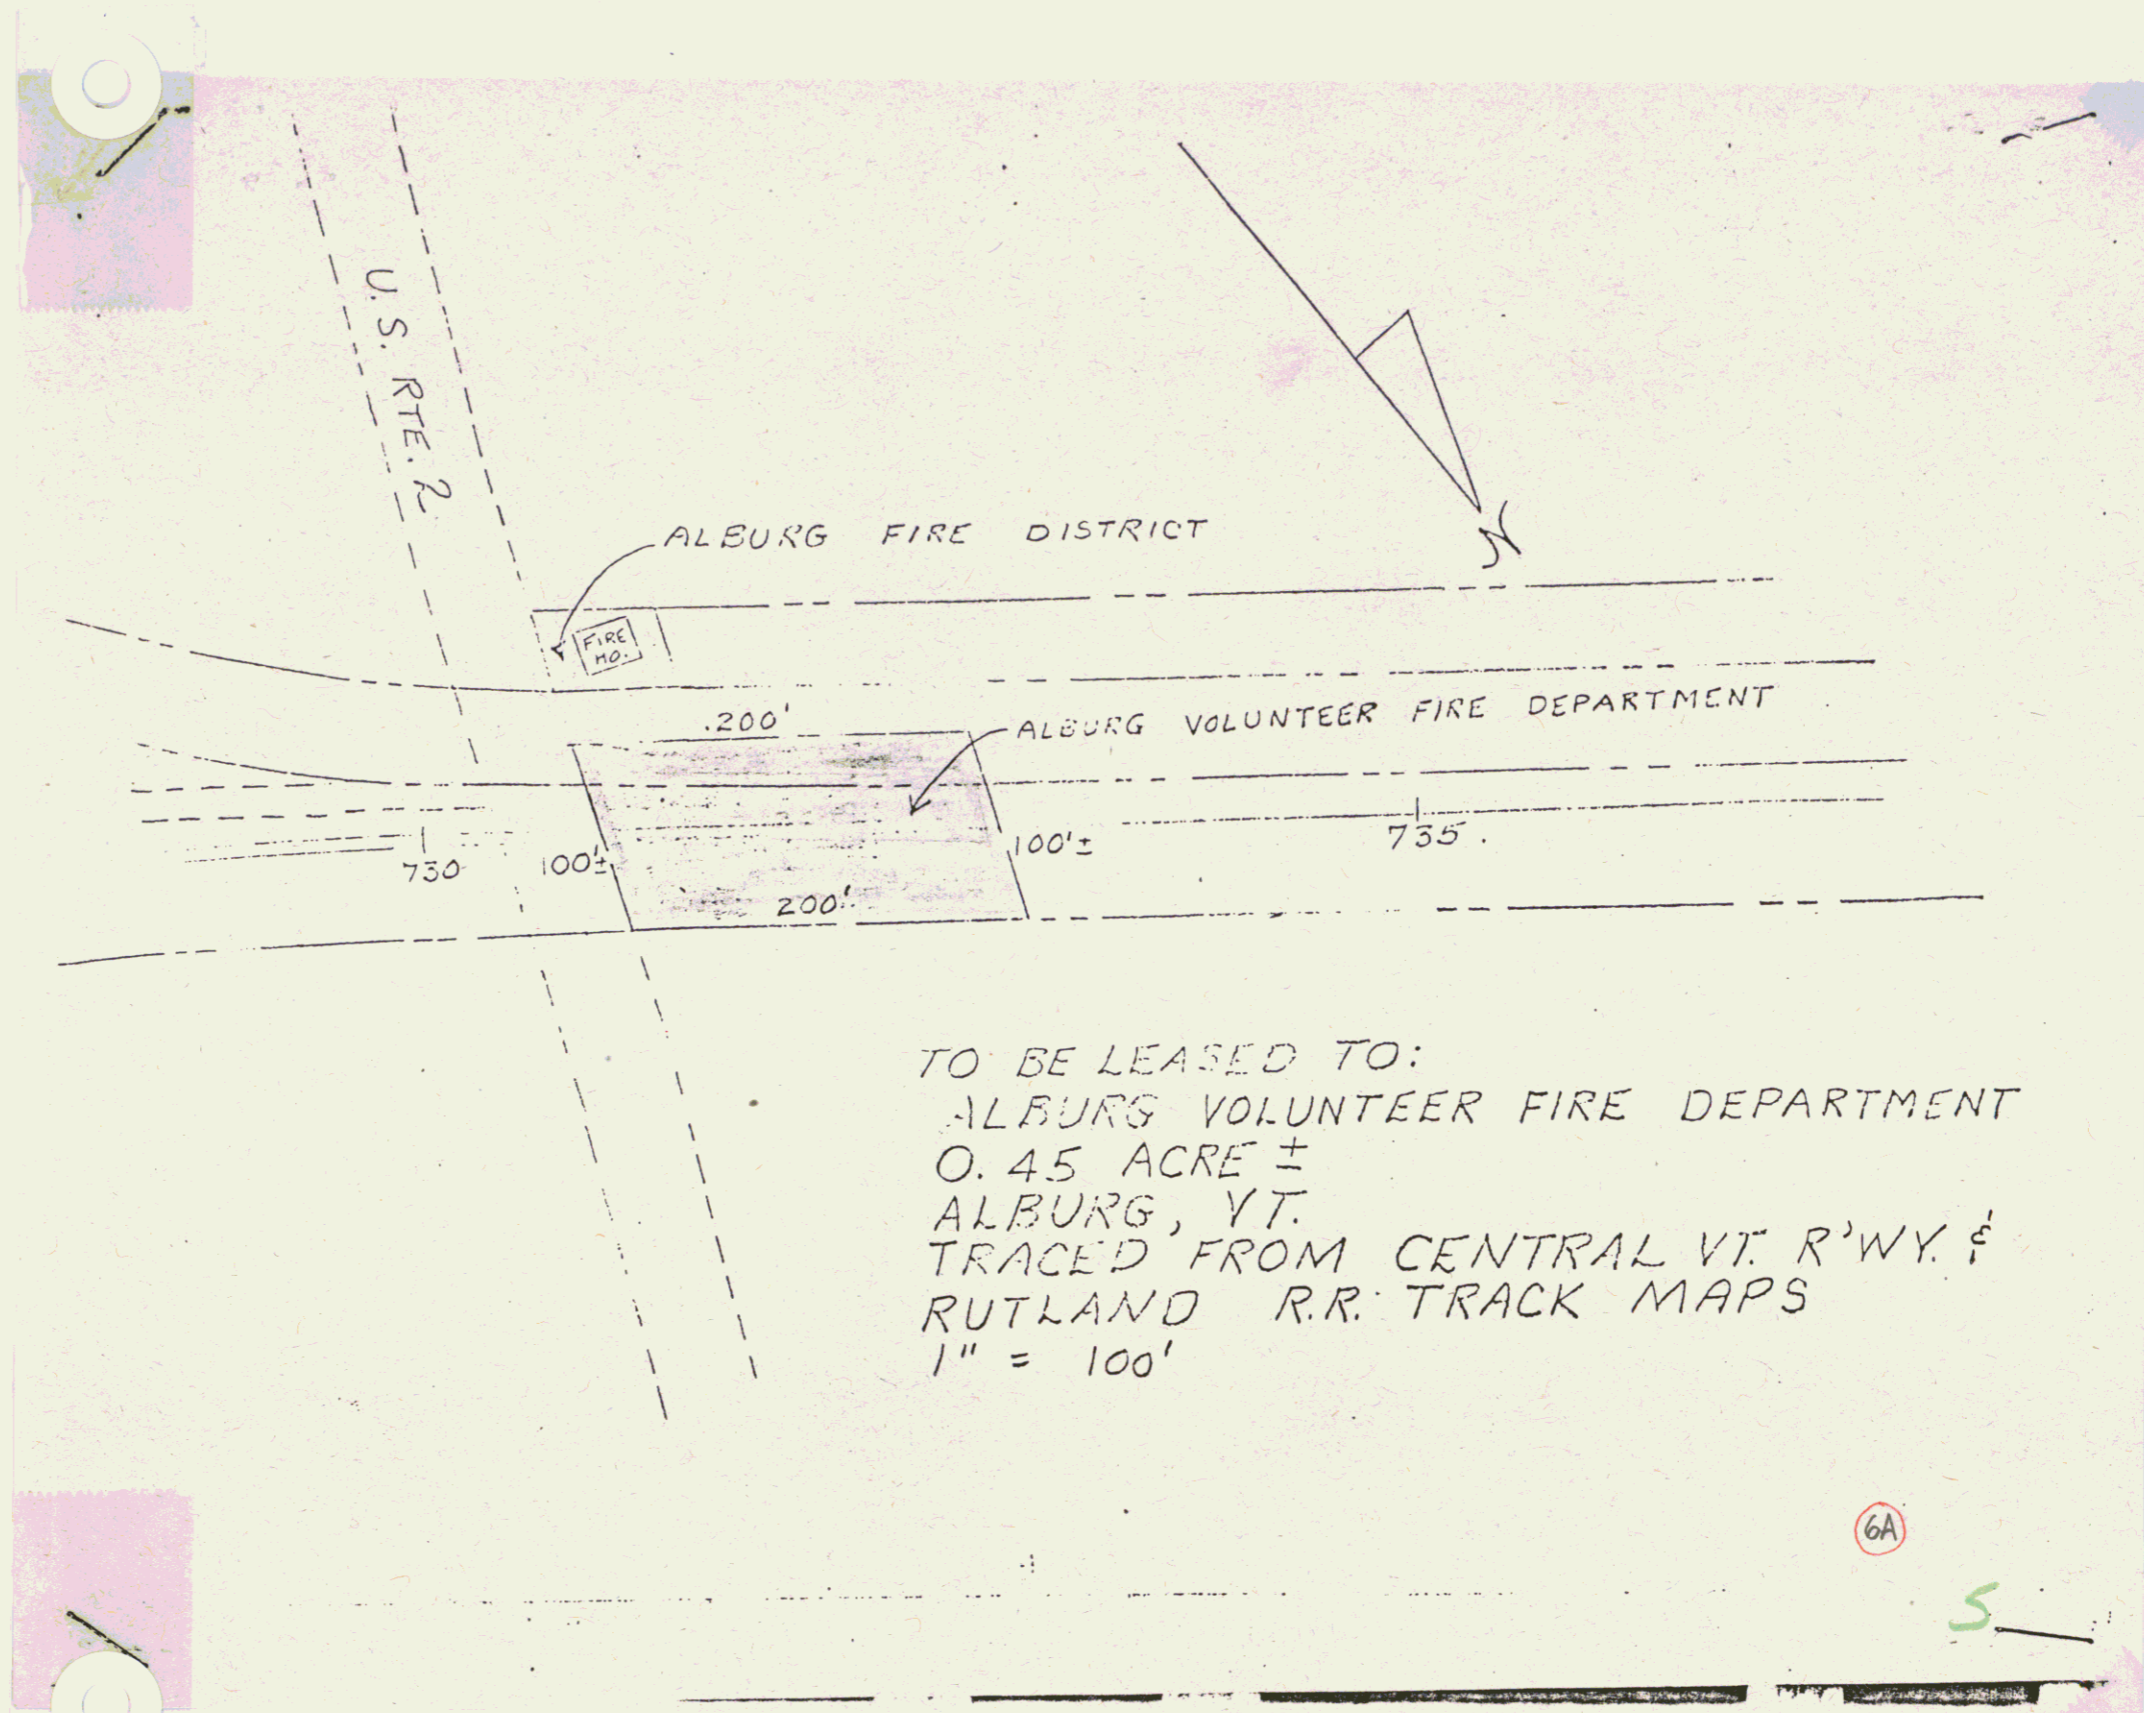 U.S. RTE. 2
ALBURG FIRE DISTRICT
N
FIRE
HO.
200'
ALBURG VOLUNTEER FIRE DEPARTMENT
730
100'±
100'±
735
200'
TO BE LEASED TO:
ALBURG VOLUNTEER FIRE DEPARTMENT
0.45 ACRE ±
ALBURG, VT.
TRACED FROM CENTRAL VT. R'WY. &
RUTLAND R.R. TRACK MAPS
1" = 100'
6A
S